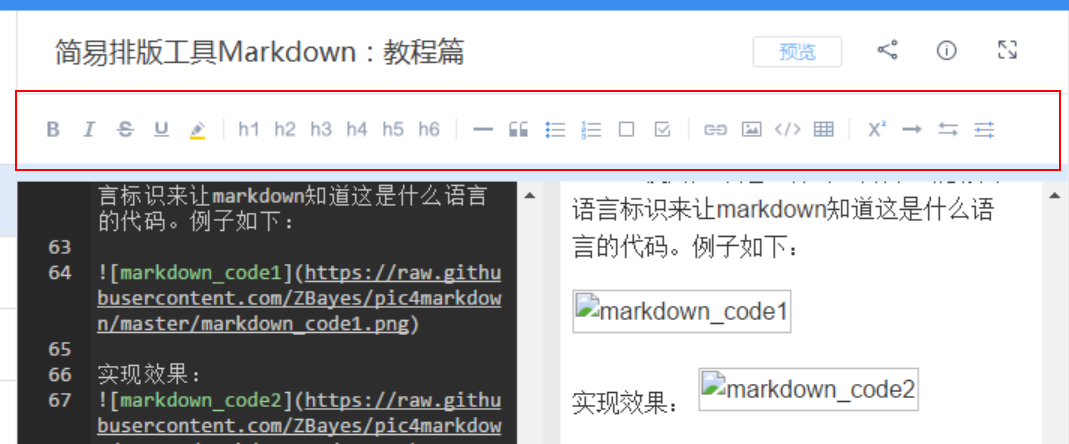 简易排版工具Markdown：教程篇
预览
B I S U h1 h2 h3 h4 h5 h6 </> X²
言标识来让markdown知道这是什么语言
的代码。例子如下：
63
64 ![markdown_code1](https://raw.githu
busercontent.com/ZBayes/pic4markdow
n/master/markdown_code1.png)
65
66 实现效果：
67 ![markdown_code2](https://raw.githu
busercontent.com/ZBayes/pic4markdow
语言标识来让markdown知道这是什么语
言的代码。例子如下：
markdown_code1
实现效果： markdown_code2